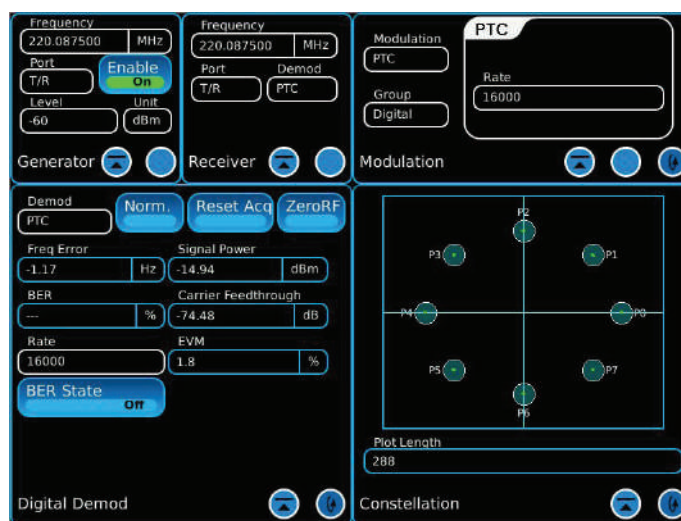 Frequency
220.087500 MHz
Port
T/R
Enable
On
Level Unit
-60 dBm
Generator
Frequency
220.087500 MHz
Port Demod
T/R PTC
Receiver
Modulation
PTC
Group
Digital
PTC
Rate
16000
Modulation
Demod
PTC
Norm.
Reset Acq
ZeroRF
Freq Error Signal Power
-1.17 Hz -14.94 dBm
BER Carrier Feedthrough
--- % -74.48 dB
Rate EVM
16000 1.8 %
BER State
Off
Digital Demod
P2
P3 P1
P4 P0
P5 P7
P6
Plot Length
288
Constellation